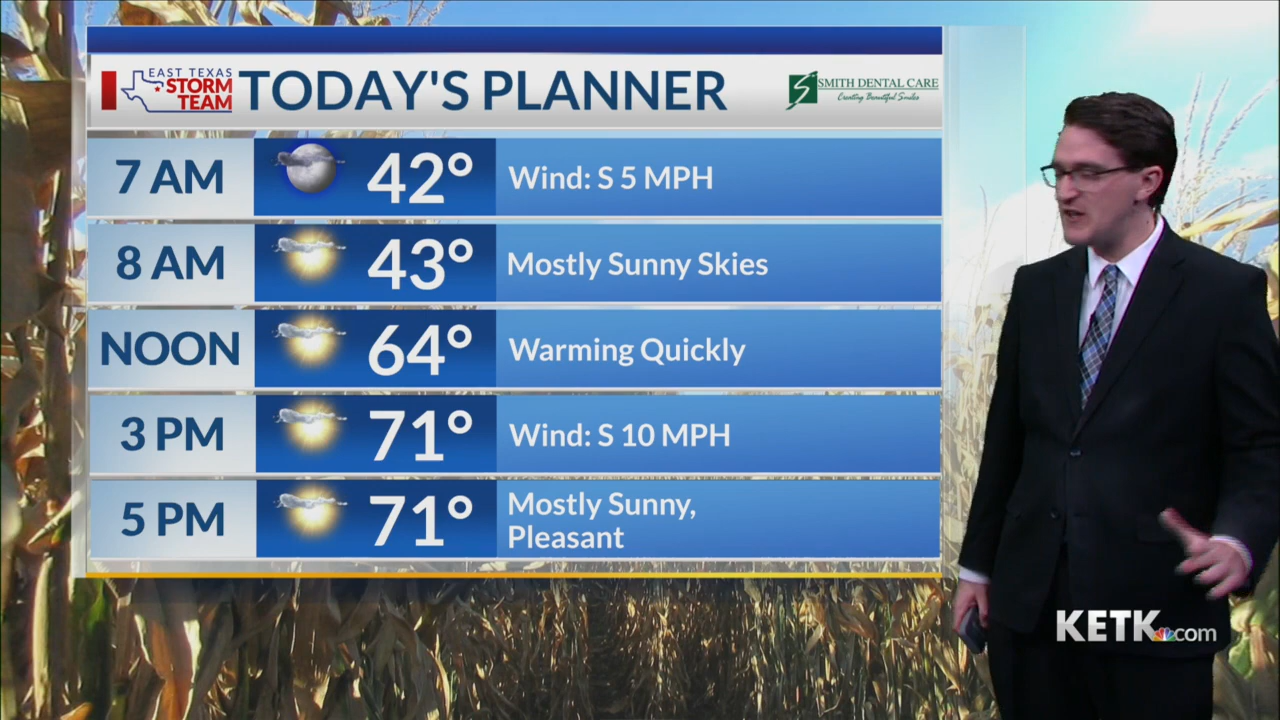 EAST TEXAS
STORM
TEAM
TODAY'S PLANNER
SMITH DENTAL CARE
Creating Beautiful Smiles
7 AM 42° Wind: S 5 MPH
8 AM 43° Mostly Sunny Skies
NOON 64° Warming Quickly
3 PM 71° Wind: S 10 MPH
5 PM 71° Mostly Sunny,
Pleasant
KETK.com